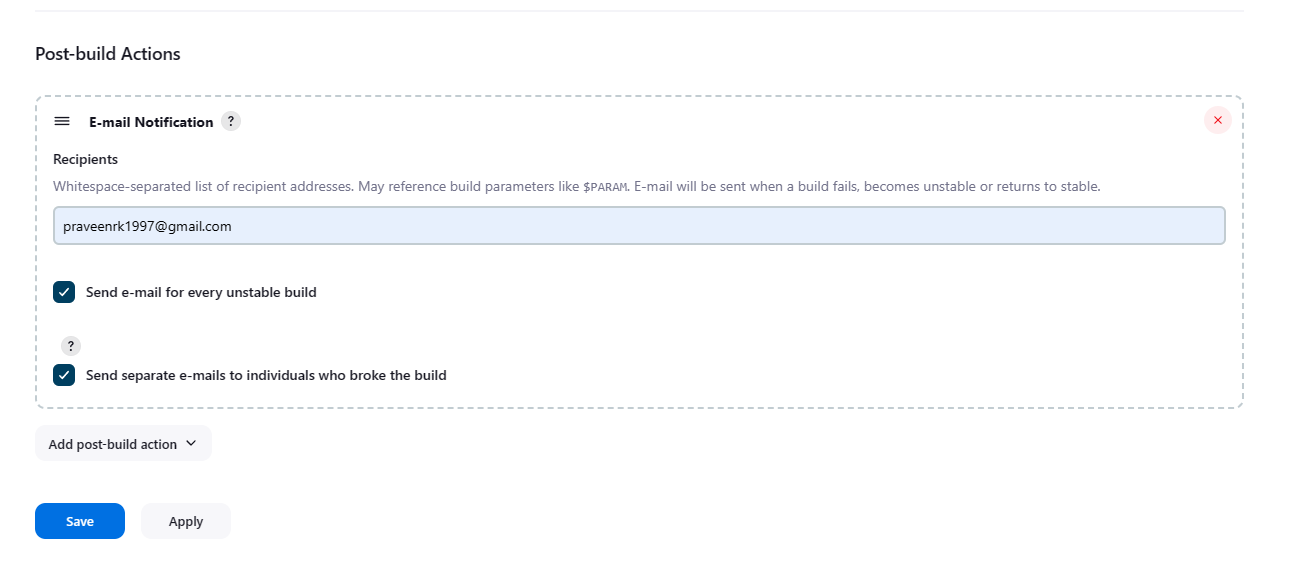 Post-build Actions
E-mail Notification ?
Recipients
Whitespace-separated list of recipient addresses. May reference build parameters like $PARAM. E-mail will be sent when a build fails, becomes unstable or returns to stable.
praveenrk1997@gmail.com
Send e-mail for every unstable build
?
Send separate e-mails to individuals who broke the build
Add post-build action
Save Apply